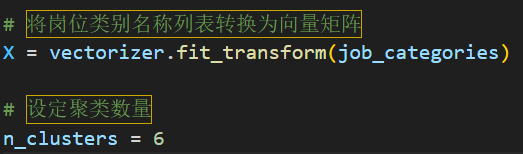 # 将岗位类别名称列表转换为向量矩阵
X = vectorizer.fit_transform(job_categories)
# 设定聚类数量
n_clusters = 6